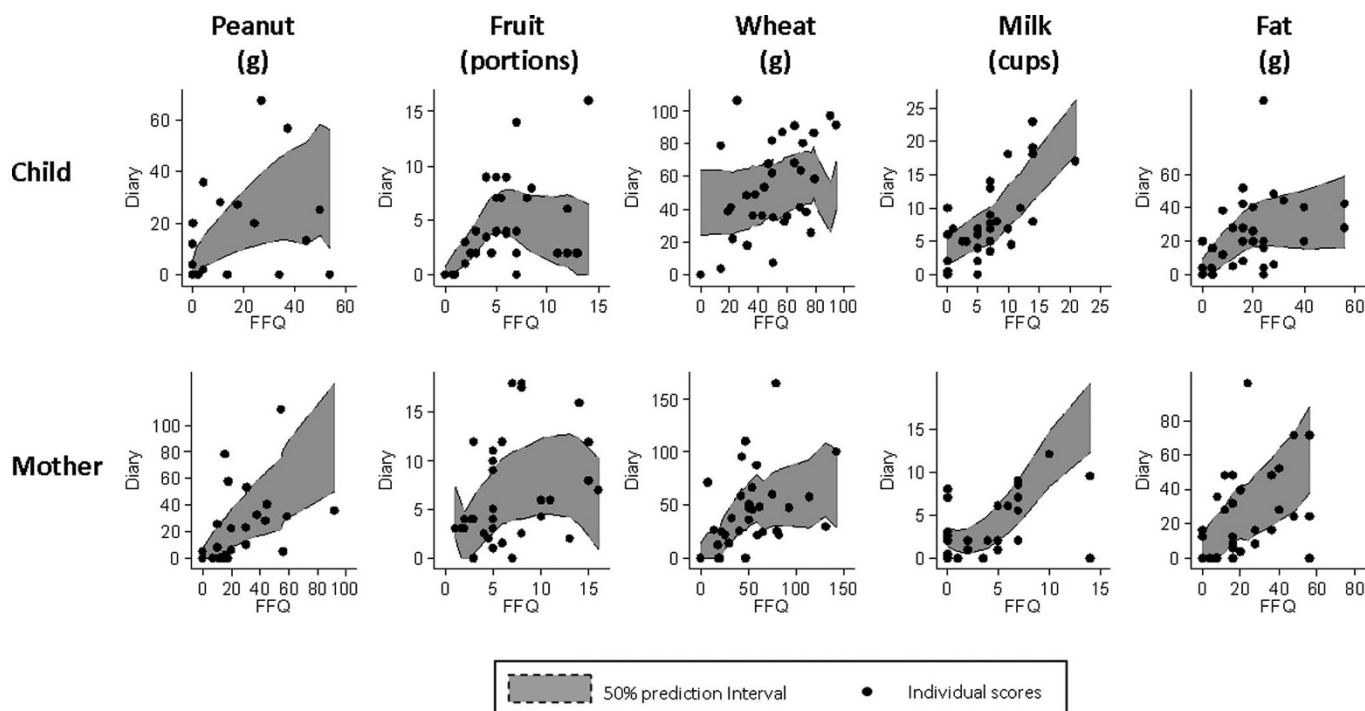 Peanut Fruit Wheat Milk Fat
(g) (portions) (g) (cups) (g)
Child
Diary
60
40
20
0
0 20 40 60
FFQ
Diary
15
10
5
0
0 5 10 15
FFQ
Diary
100
80
60
40
20
0
0 20 40 60 80 100
FFQ
Diary
25
20
15
10
5
0
0 5 10 15 20 25
FFQ
Diary
60
40
20
0
0 20 40 60
FFQ
Mother
Diary
100
80
60
40
20
0
0 20 40 60 80 100
FFQ
Diary
15
10
5
0
0 5 10 15
FFQ
Diary
150
100
50
0
0 50 100 150
FFQ
Diary
15
10
5
0
0 5 10 15
FFQ
Diary
80
60
40
20
0
0 20 40 60 80
FFQ
50% prediction Interval Individual scores